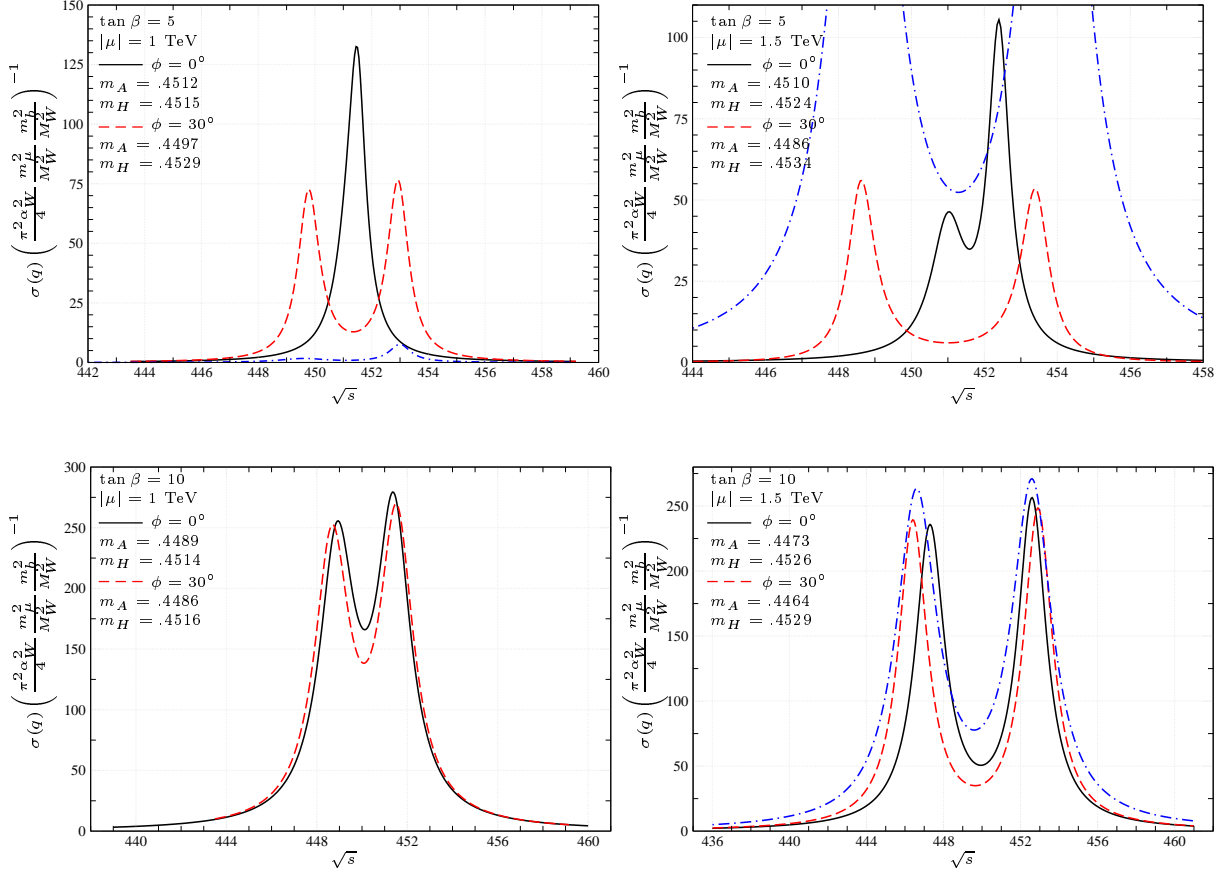 tan β = 5
|μ| = 1 TeV
φ = 0°
m_A = .4512
m_H = .4515
φ = 30°
m_A = .4497
m_H = .4529
150
125
100
75
50
25
0
442 444 446 448 450 452 454 456 458 460
√s
σ(q) (π²α²_W/4 m²_μ/M²_W m²_b/M²_W)⁻¹
tan β = 5
|μ| = 1.5 TeV
φ = 0°
m_A = .4510
m_H = .4524
φ = 30°
m_A = .4486
m_H = .4534
100
75
50
25
0
444 446 448 450 452 454 456 458
√s
σ(q) (π²α²_W/4 m²_μ/M²_W m²_b/M²_W)⁻¹
tan β = 10
|μ| = 1 TeV
φ = 0°
m_A = .4489
m_H = .4514
φ = 30°
m_A = .4486
m_H = .4516
300
250
200
150
100
50
0
440 444 448 452 456 460
√s
σ(q) (π²α²_W/4 m²_μ/M²_W m²_b/M²_W)⁻¹
tan β = 10
|μ| = 1.5 TeV
φ = 0°
m_A = .4473
m_H = .4526
φ = 30°
m_A = .4464
m_H = .4529
250
200
150
100
50
0
436 440 444 448 452 456 460
√s
σ(q) (π²α²_W/4 m²_μ/M²_W m²_b/M²_W)⁻¹